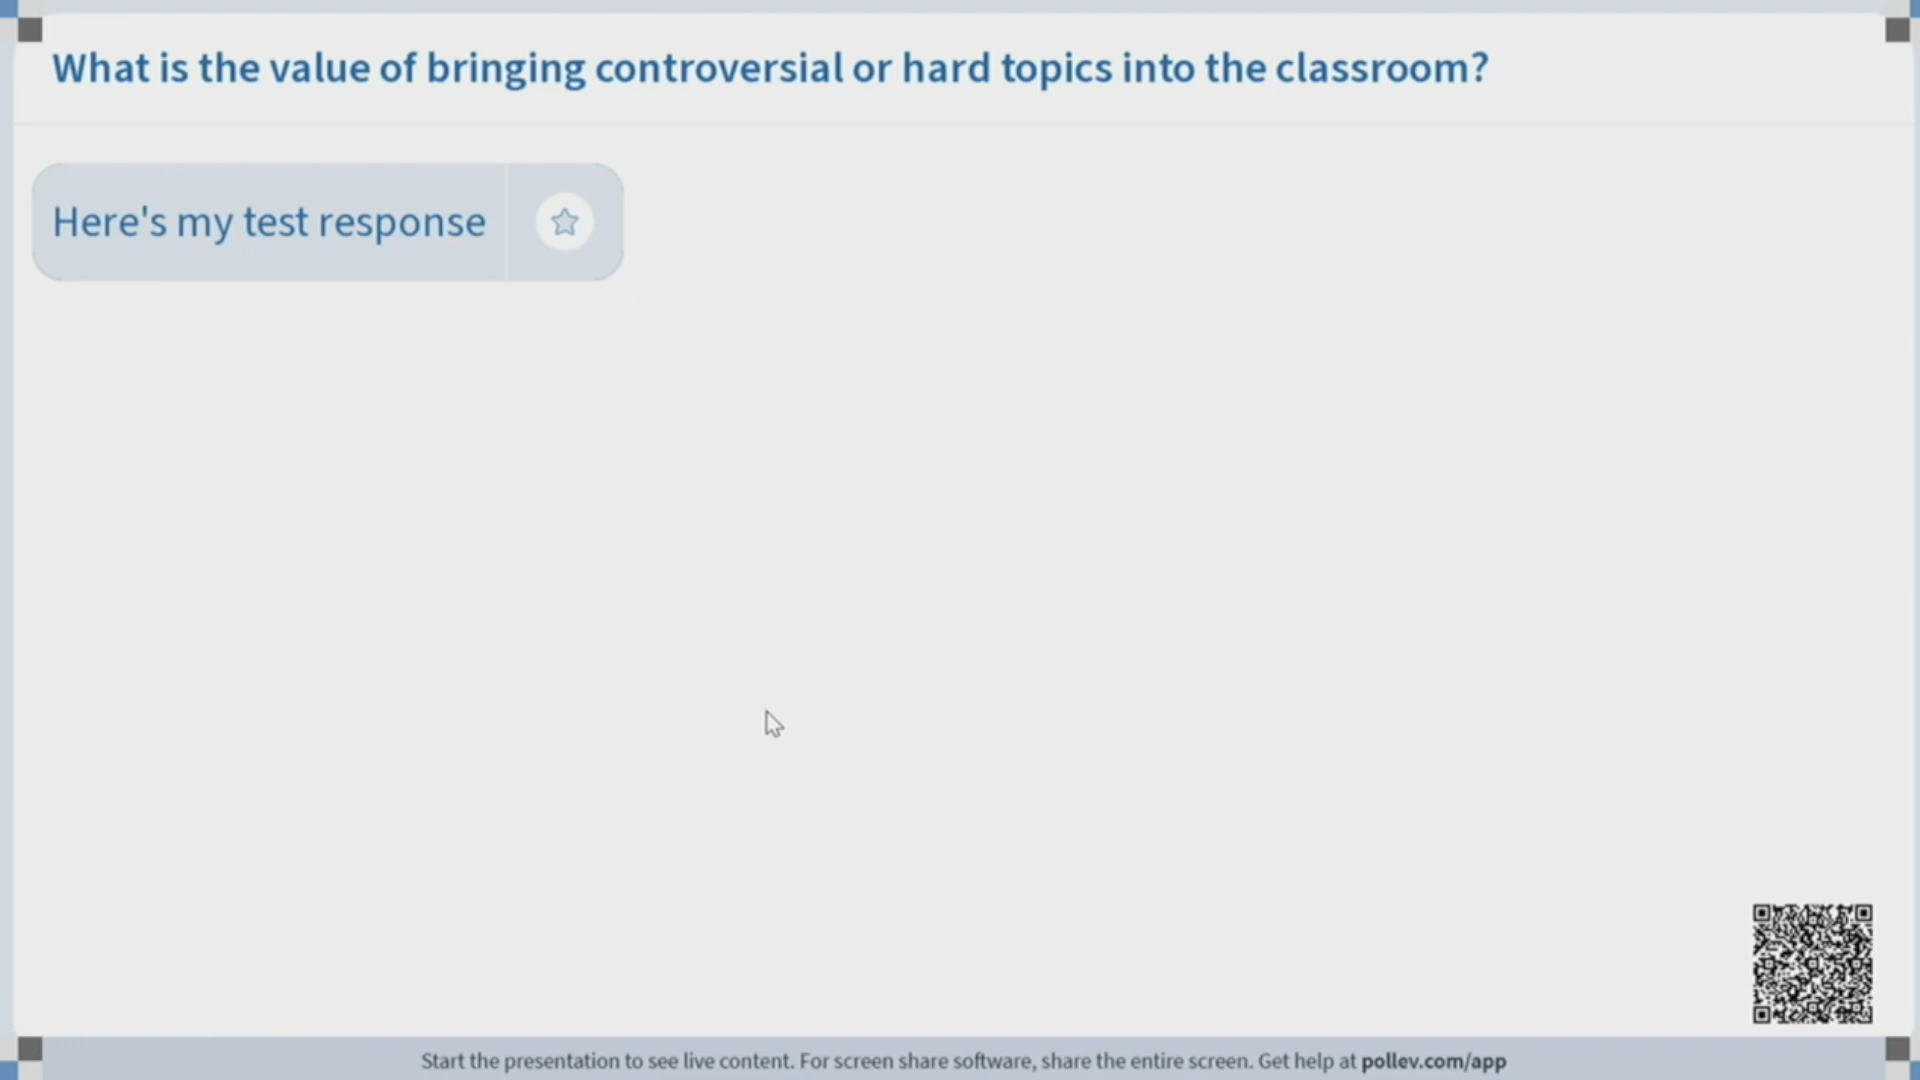 What is the value of bringing controversial or hard topics into the classroom?
Here's my test response
Start the presentation to see live content. For screen share software, share the entire screen. Get help at pollev.com/app